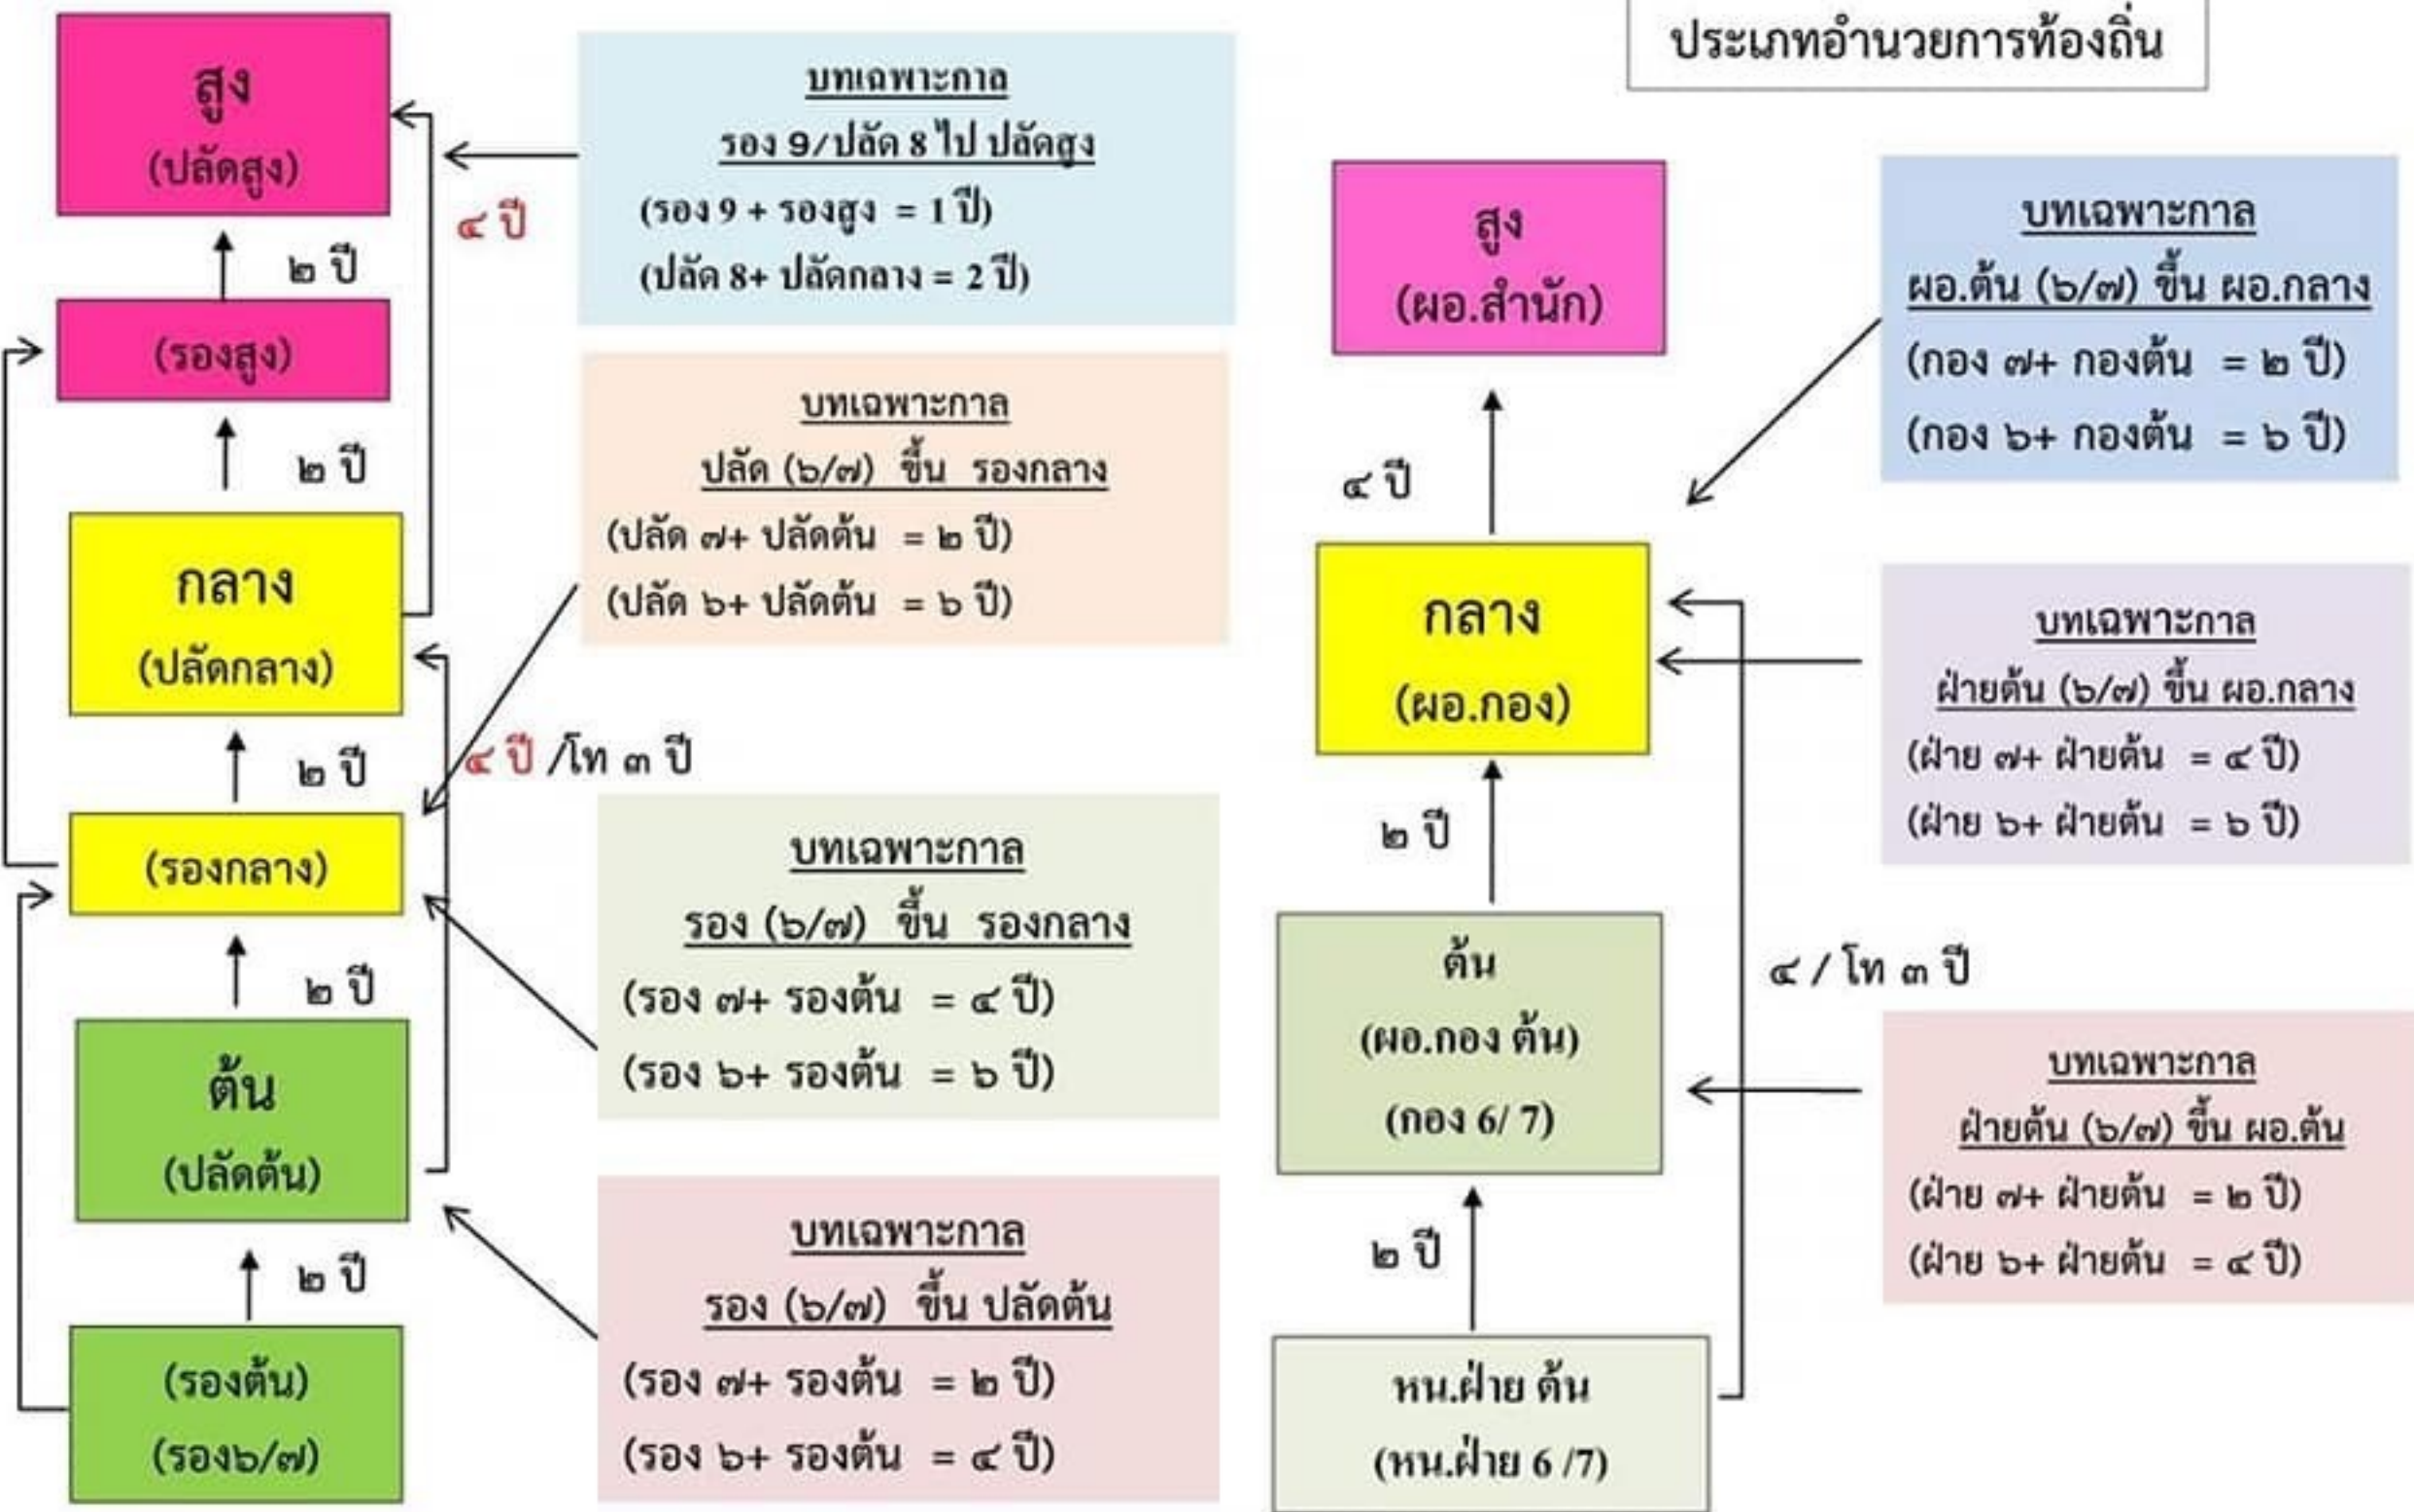 สูง
(ปลัดสูง)
๒ ปี
(รองสูง)
๒ ปี
กลาง
(ปลัดกลาง)
๒ ปี
(รองกลาง)
๒ ปี
ต้น
(ปลัดต้น)
๒ ปี
(รองต้น)
(รอง๖/๗)
๔ ปี
๔ ปี /โท ๓ ปี
บทเฉพาะกาล
รอง 9/ปลัด 8 ไป ปลัดสูง
(รอง 9 + รองสูง = 1 ปี)
(ปลัด 8+ ปลัดกลาง = 2 ปี)
บทเฉพาะกาล
ปลัด (๖/๗) ขึ้น รองกลาง
(ปลัด ๗+ ปลัดต้น = ๒ ปี)
(ปลัด ๖+ ปลัดต้น = ๖ ปี)
บทเฉพาะกาล
รอง (๖/๗) ขึ้น รองกลาง
(รอง ๗+ รองต้น = ๔ ปี)
(รอง ๖+ รองต้น = ๖ ปี)
บทเฉพาะกาล
รอง (๖/๗) ขึ้น ปลัดต้น
(รอง ๗+ รองต้น = ๒ ปี)
(รอง ๖+ รองต้น = ๔ ปี)
ประเภทอำนวยการท้องถิ่น
สูง
(ผอ.สำนัก)
๔ ปี
กลาง
(ผอ.กอง)
๒ ปี
ต้น
(ผอ.กอง ต้น)
(กอง 6/ 7)
๒ ปี
หน.ฝ่าย ต้น
(หน.ฝ่าย 6 /7)
๔ / โท ๓ ปี
บทเฉพาะกาล
ผอ.ต้น (๖/๗) ขึ้น ผอ.กลาง
(กอง ๗+ กองต้น = ๒ ปี)
(กอง ๖+ กองต้น = ๖ ปี)
บทเฉพาะกาล
ฝ่ายต้น (๖/๗) ขึ้น ผอ.กลาง
(ฝ่าย ๗+ ฝ่ายต้น = ๔ ปี)
(ฝ่าย ๖+ ฝ่ายต้น = ๖ ปี)
บทเฉพาะกาล
ฝ่ายต้น (๖/๗) ขึ้น ผอ.ต้น
(ฝ่าย ๗+ ฝ่ายต้น = ๒ ปี)
(ฝ่าย ๖+ ฝ่ายต้น = ๔ ปี)